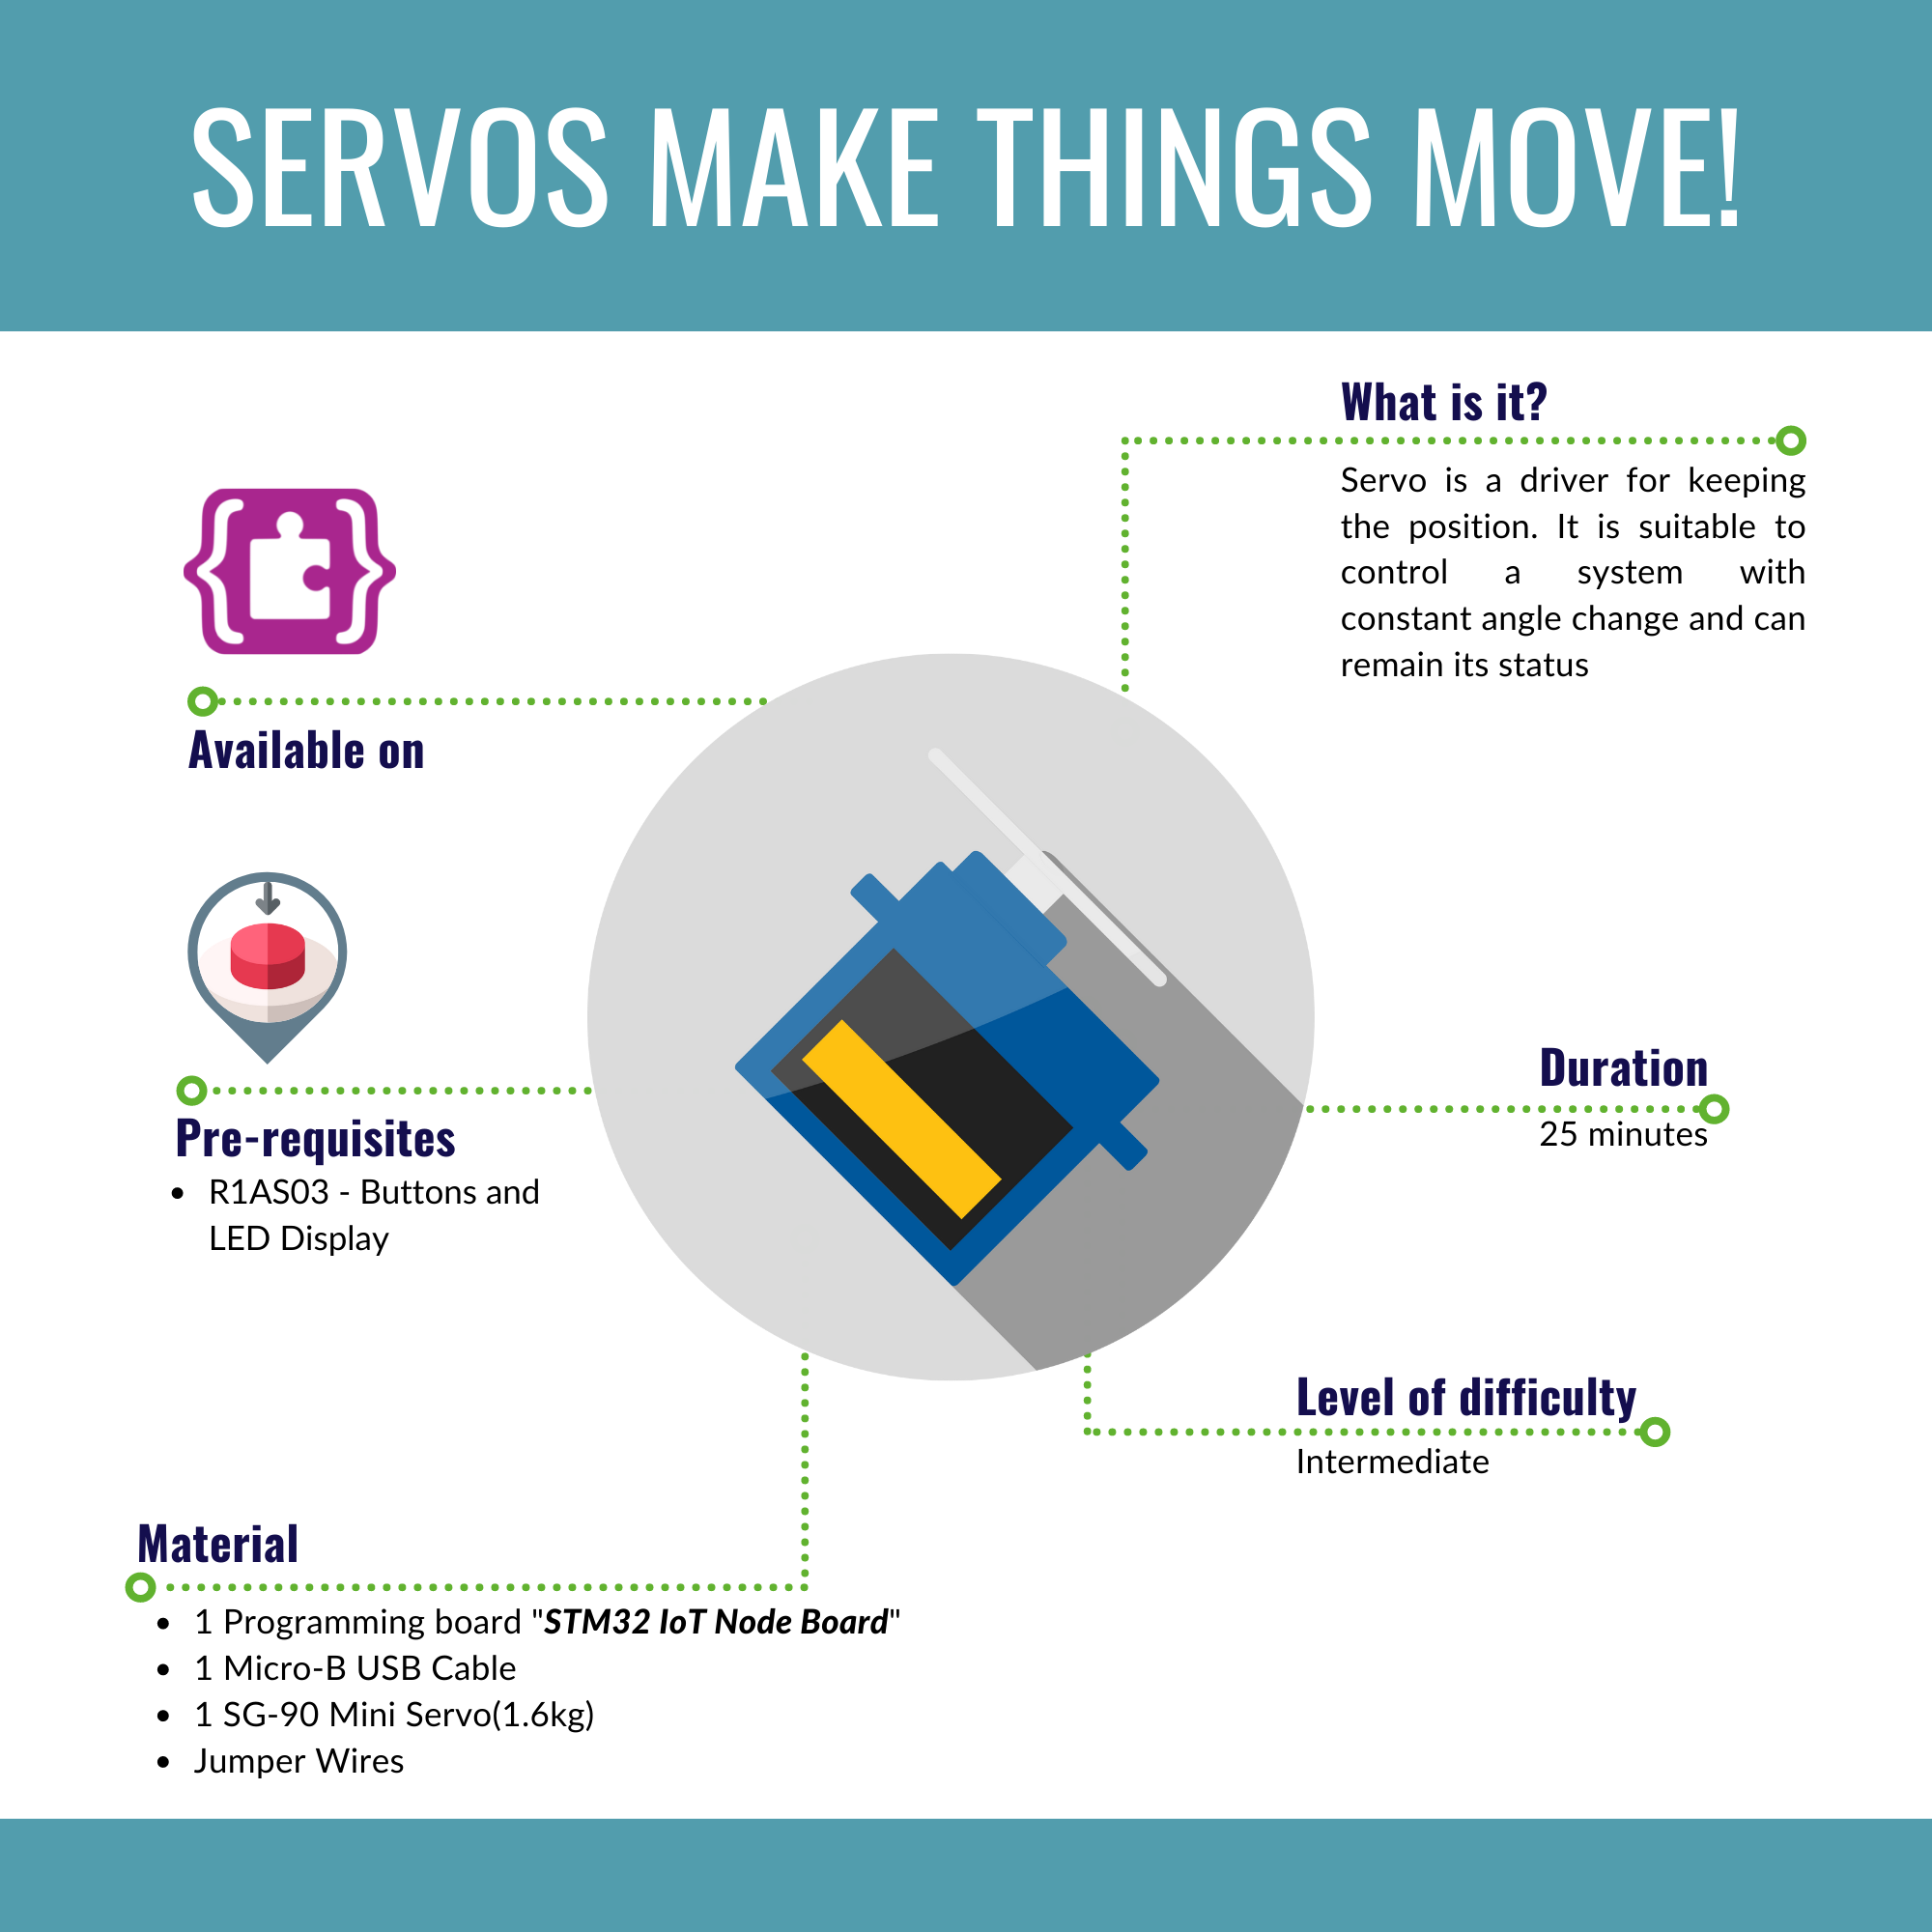 SERVOS MAKE THINGS MOVE!
What is it?
Servo is a driver for keeping
the position. It is suitable to
control a system with
constant angle change and can
remain its status
Available on
Pre-requisites
• R1AS03 - Buttons and
LED Display
Duration
25 minutes
Level of difficulty
Intermediate
Material
• 1 Programming board "STM32 IoT Node Board"
• 1 Micro-B USB Cable
• 1 SG-90 Mini Servo(1.6kg)
• Jumper Wires